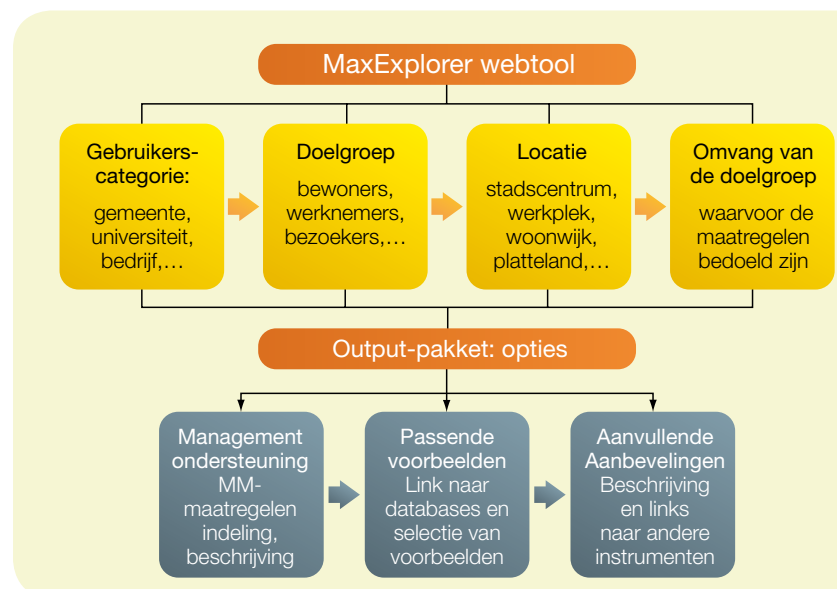 MaxExplorer webtool
Gebruikers-
categorie:
gemeente,
universiteit,
bedrijf,…
Doelgroep
bewoners,
werknemers,
bezoekers,…
Locatie
stadscentrum,
werkplek,
woonwijk,
platteland,…
Omvang van
de doelgroep
waarvoor de
maatregelen
bedoeld zijn
Output-pakket: opties
Management
ondersteuning
MM-
maatregelen
indeling,
beschrijving
Passende
voorbeelden
Link naar
databases en
selectie van
voorbeelden
Aanvullende
Aanbevelingen
Beschrijving
en links
naar andere
instrumenten